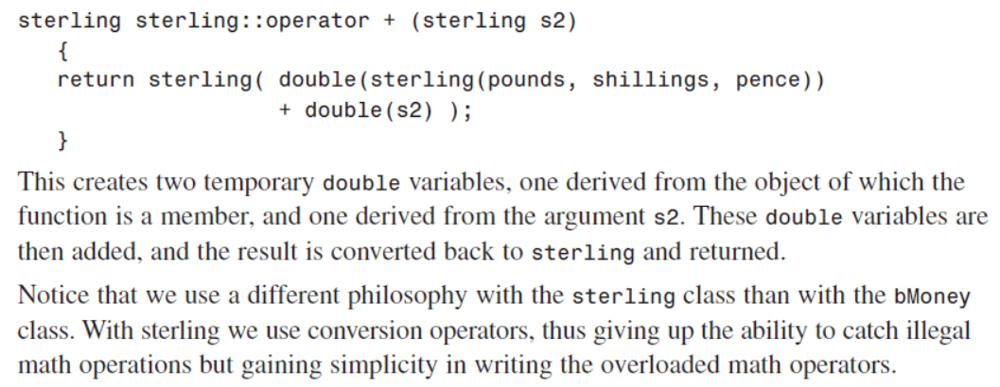 sterling sterling::operator + (sterling s2)
{
return sterling( double(sterling(pounds, shillings, pence))
+ double(s2) );
}
This creates two temporary double variables, one derived from the object of which the
function is a member, and one derived from the argument s2. These double variables are
then added, and the result is converted back to sterling and returned.
Notice that we use a different philosophy with the sterling class than with the bMoney
class. With sterling we use conversion operators, thus giving up the ability to catch illegal
math operations but gaining simplicity in writing the overloaded math operators.